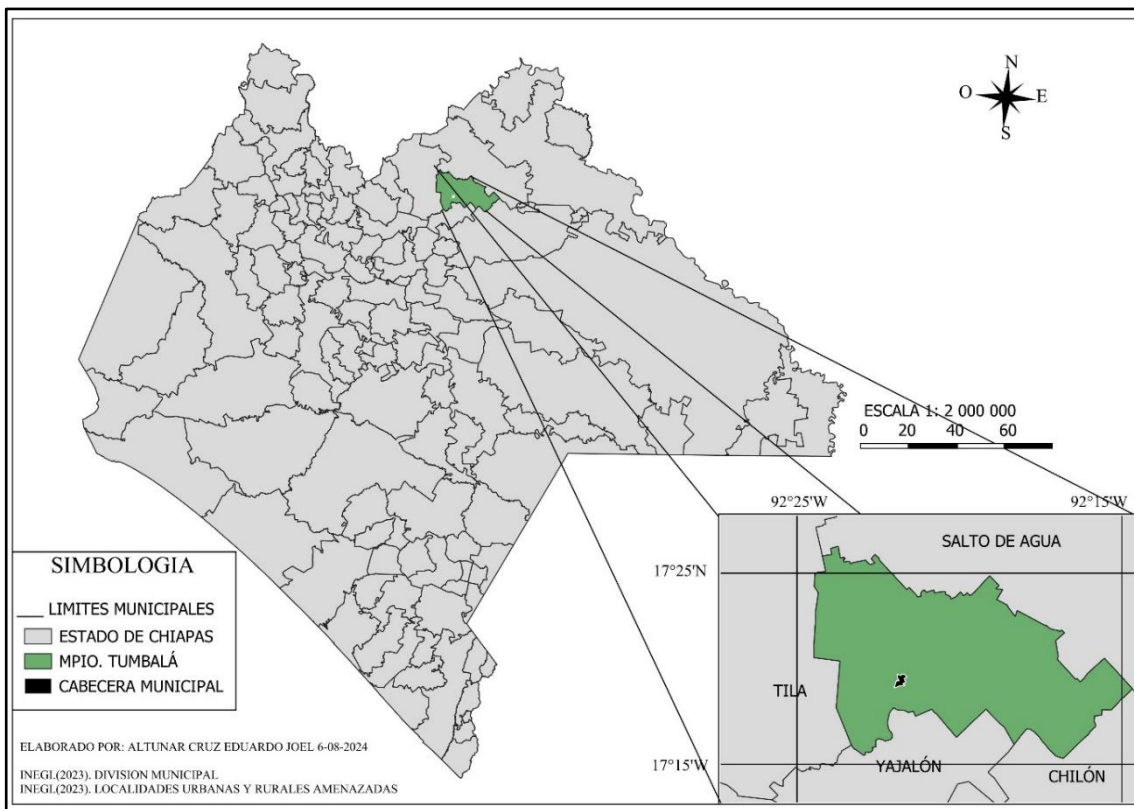 N
O
E
S
ESCALA 1: 2 000 000
0 20 40 60
92°25'W
92°15'W
SALTO DE AGUA
17°25'N
TILA
17°15'N
YAJALÓN
CHILÓN
SIMBOLOGIA
LIMITES MUNICIPALES
ESTADO DE CHIAPAS
MPIO. TUMBALÁ
CABECERA MUNICIPAL
ELABORADO POR: ALTUNAR CRUZ EDUARDO JOEL 6-08-2024
INEGI.(2023). DIVISION MUNICIPAL
INEGI.(2023). LOCALIDADES URBANAS Y RURALES AMENAZADAS